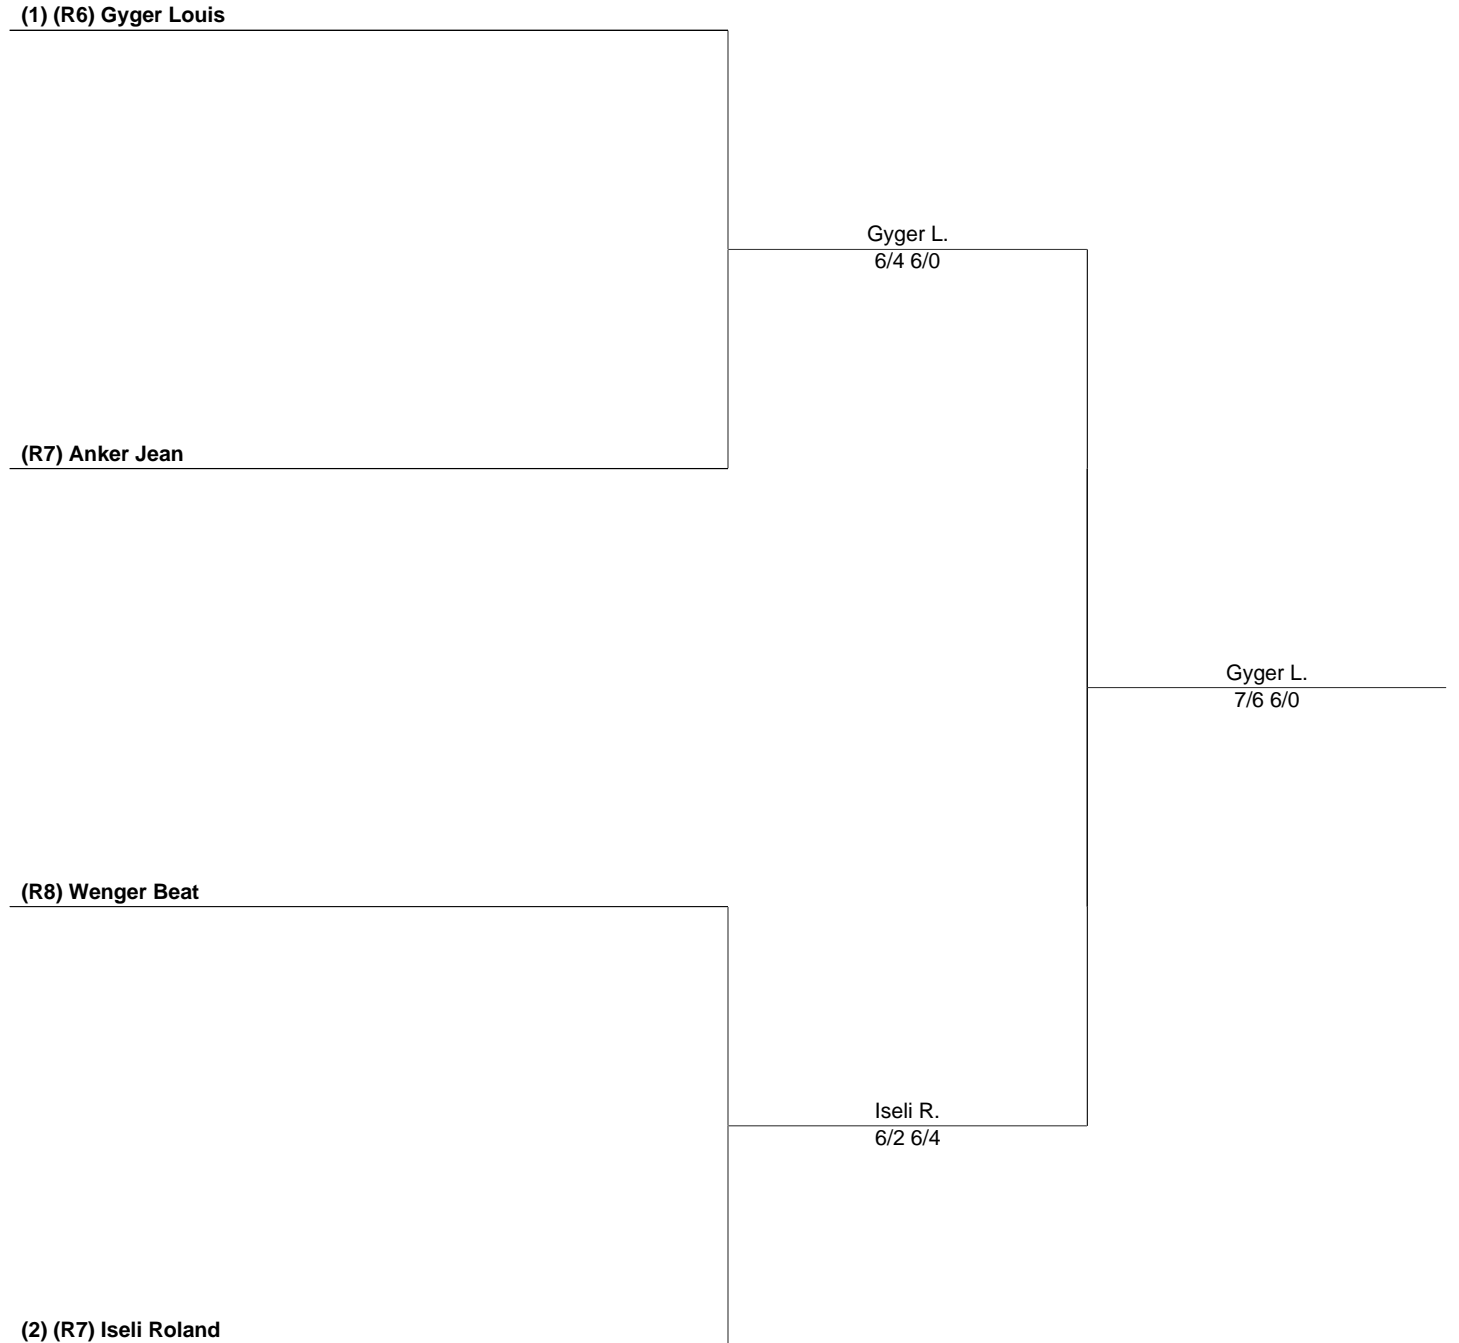 (1) (R6) Gyger Louis
Gyger L.
6/4 6/0
(R7) Anker Jean
Gyger L.
7/6 6/0
(R8) Wenger Beat
Iseli R.
6/2 6/4
(2) (R7) Iseli Roland